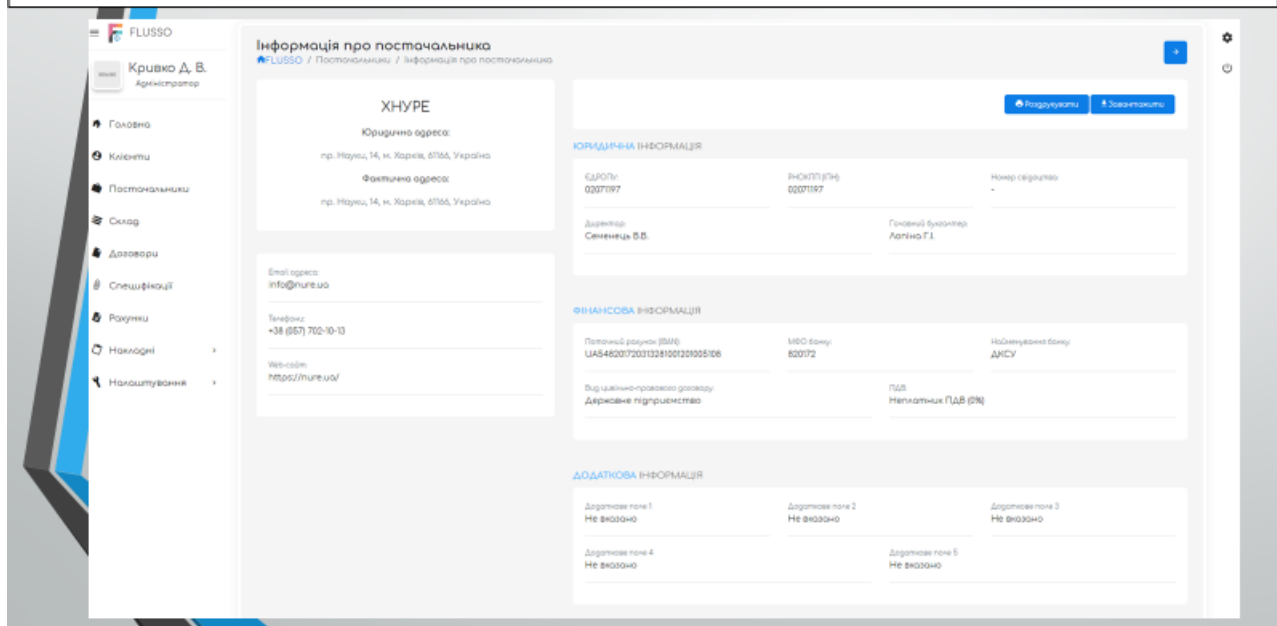 FLUSSO
Кривко Д. В.
Адміністратор
Головна
Клієнти
Постачальники
Склад
Договори
Специфікації
Рахунки
Накладні
Налаштування
Інформація про постачальника
FLUSSO / Постачальники / Інформація про постачальника
ХНУРЕ
Юридична адреса:
пр. Науки, 14, м. Харків, 61166, Україна
Фактична адреса:
пр. Науки, 14, м. Харків, 61166, Україна
Email адреса:
info@nure.ua
Телефони:
+38 (057) 702-10-13
Web-сайт:
https://nure.ua/
Роздрукувати Завантажити
ЮРИДИЧНА ІНФОРМАЦІЯ
ЄДРОПУ: РНОКПП (ІПН): Номер свідоцтва:
02071197 02071197 -
Директор: Головний бухгалтер:
Семенець В.В. Лапіна Г.І.
ФІНАНСОВА ІНФОРМАЦІЯ
Поточний рахунок (IBAN): МФО банку: Найменування банку:
UA548201720313281001201005108 820172 ДКСУ
Вид цивільно-правового договору: ПДВ:
Державне підприємство Неплатник ПДВ (0%)
ДОДАТКОВА ІНФОРМАЦІЯ
Додаткове поле 1 Додаткове поле 2 Додаткове поле 3
Не вказано Не вказано Не вказано
Додаткове поле 4 Додаткове поле 5
Не вказано Не вказано